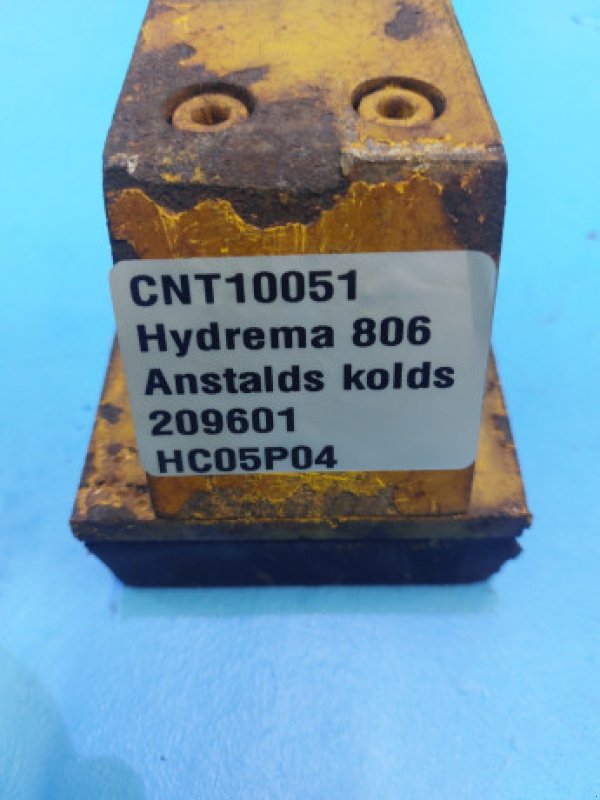 CNT10051
Hydrema 806
Anstalds kolds
209601
HC05P04